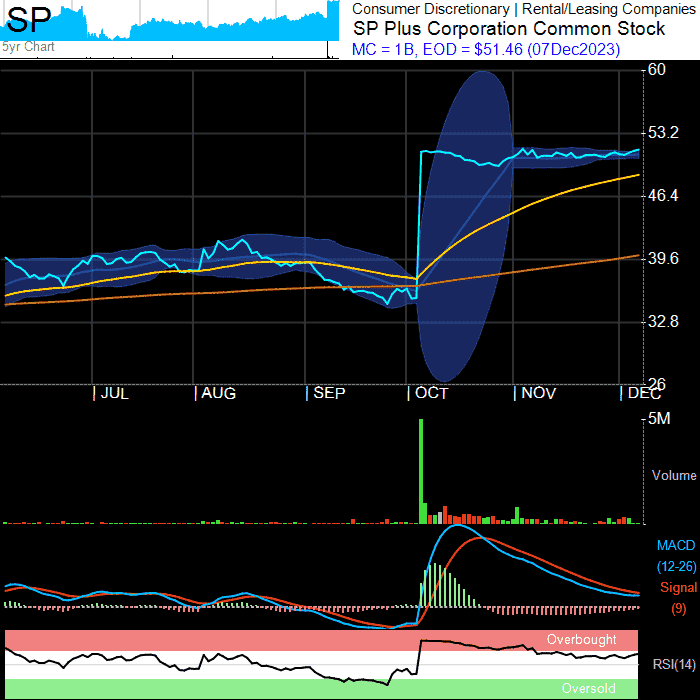 SP
5yr Chart
Consumer Discretionary | Rental/Leasing Companies
SP Plus Corporation Common Stock
MC = 1B, EOD = $51.46 (07Dec2023)
60
53.2
46.4
39.6
32.8
26
| JUL | AUG | SEP | OCT | NOV | DEC
5M
Volume
MACD
(12-26)
Signal
(9)
Overbought
RSI(14)
Oversold